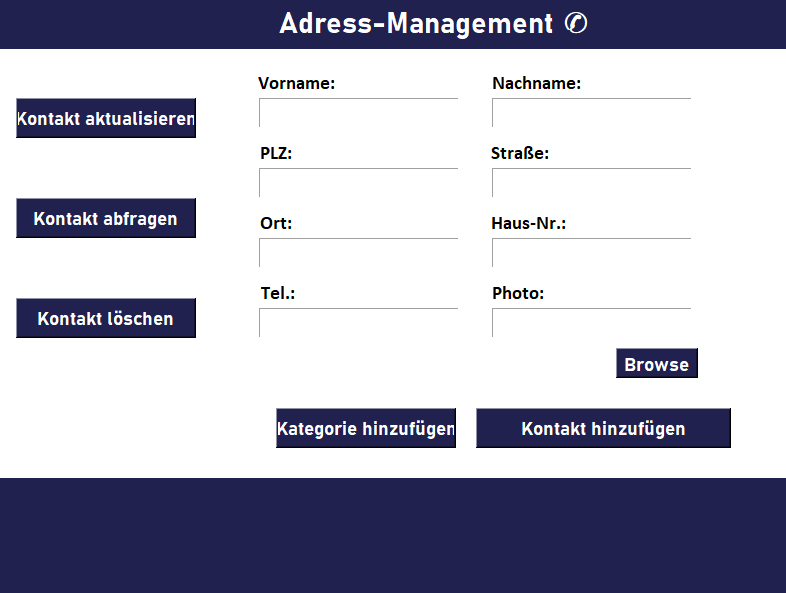 Adress-Management ✆
Vorname:
Nachname:
Kontakt aktualisieren
PLZ:
Straße:
Kontakt abfragen
Ort:
Haus-Nr.:
Tel.:
Photo:
Kontakt löschen
Browse
Kategorie hinzufügen
Kontakt hinzufügen